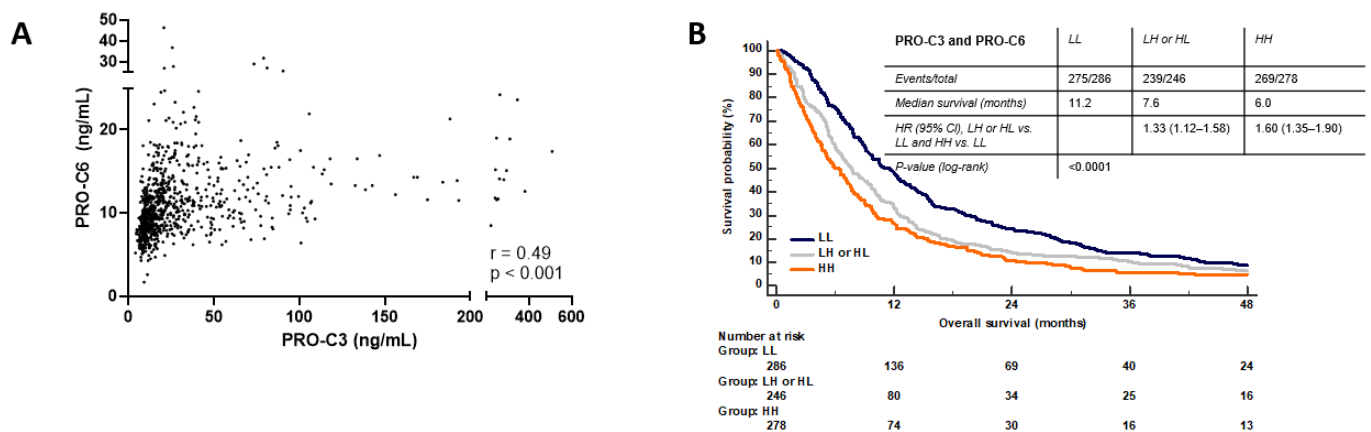 A
50
40
30
20
10
0
PRO-C6 (ng/mL)
r = 0.49
p < 0.001
0 50 100 150 200 400 600
PRO-C3 (ng/mL)
B
PRO-C3 and PRO-C6 LL LH or HL HH
Events/total 275/286 239/246 269/278
Median survival (months) 11.2 7.6 6.0
HR (95% CI), LH or HL vs. 1.33 (1.12–1.58) 1.60 (1.35–1.90)
LL and HH vs. LL
P-value (log-rank) <0.0001
100
90
80
70
60
50
40
30
20
10
0
Survival probability (%)
LL
LH or HL
HH
0 12 24 36 48
Overall survival (months)
Number at risk
Group: LL
286 136 69 40 24
Group: LH or HL
246 80 34 25 16
Group: HH
278 74 30 16 13